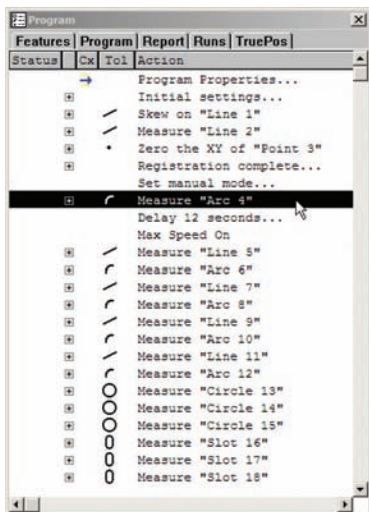 Program
Features Program Report Runs TruePos
Status Cx Tol Action
Program Properties...
Initial settings...
Skew on "Line 1"
Measure "Line 2"
Zero the XY of "Point 3"
Registration complete...
Set manual mode...
Measure "Arc 4"
Delay 12 seconds...
Max Speed On
Measure "Line 5"
Measure "Arc 6"
Measure "Line 7"
Measure "Arc 8"
Measure "Line 9"
Measure "Arc 10"
Measure "Line 11"
Measure "Arc 12"
Measure "Circle 13"
Measure "Circle 14"
Measure "Circle 15"
Measure "Slot 16"
Measure "Slot 17"
Measure "Slot 18"